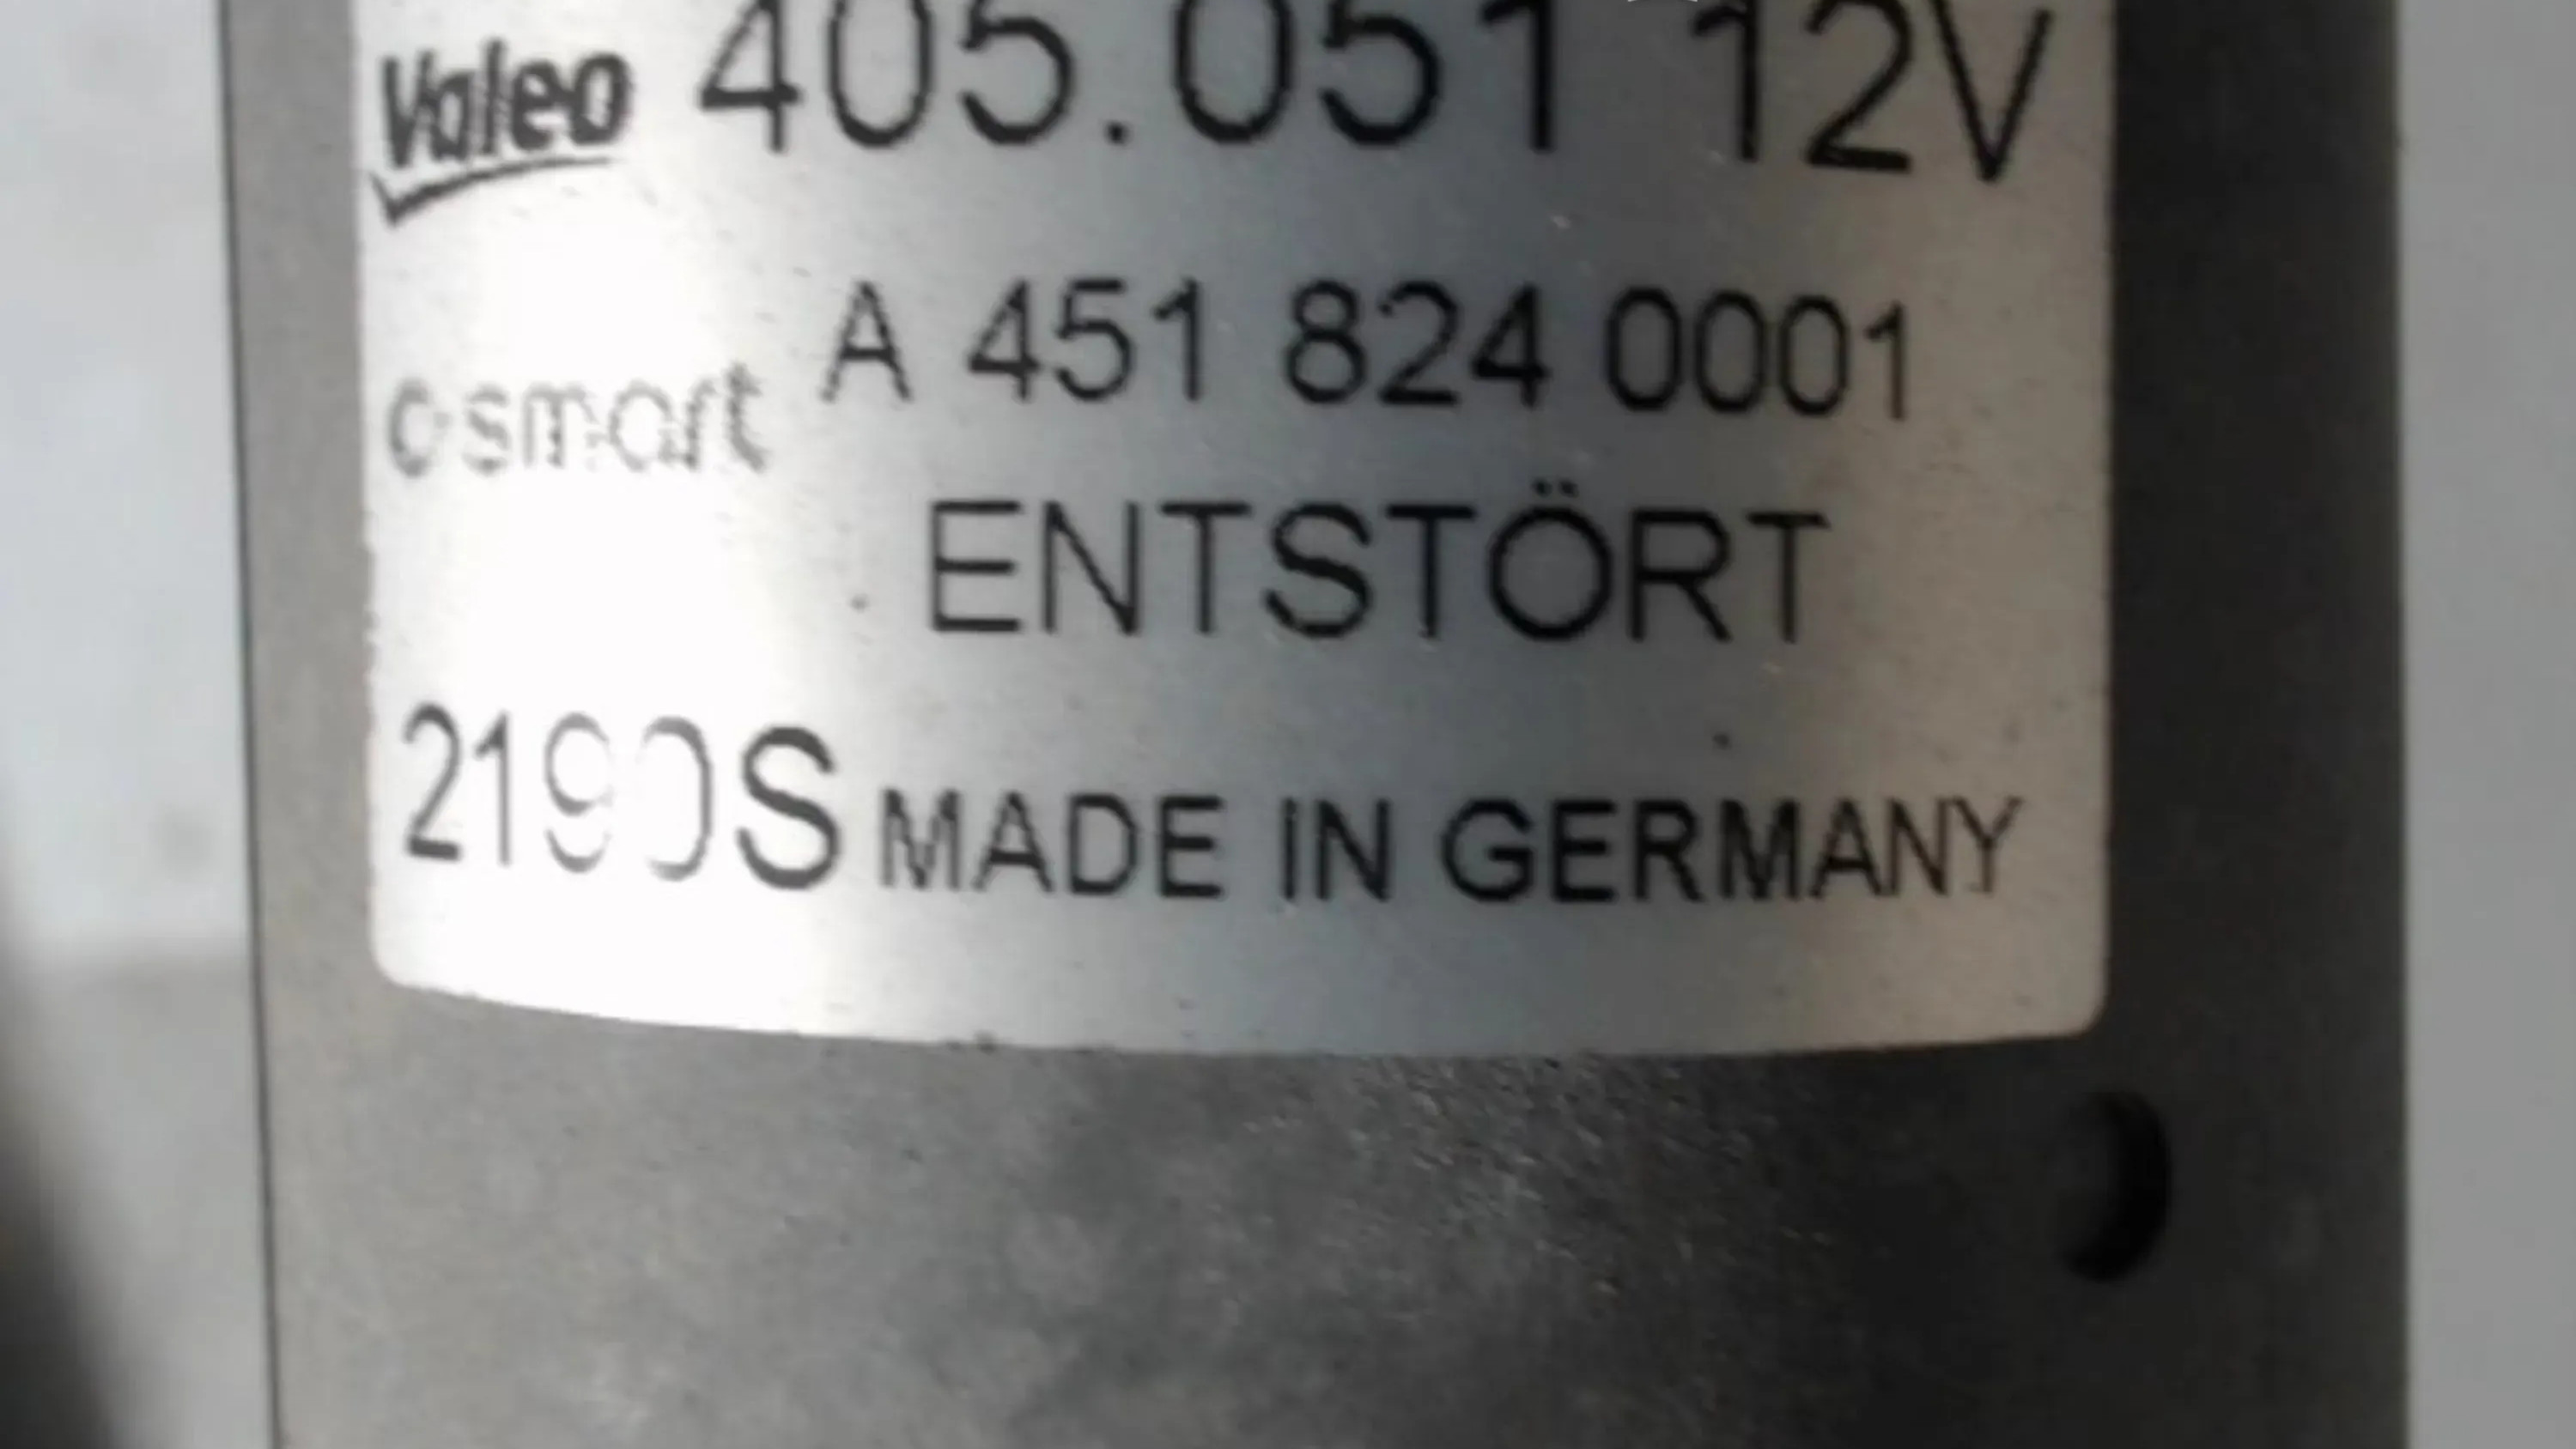 Valeo 405.051 12V
A 451 824 0001
smart
ENTSTÖRT
2190S MADE IN GERMANY